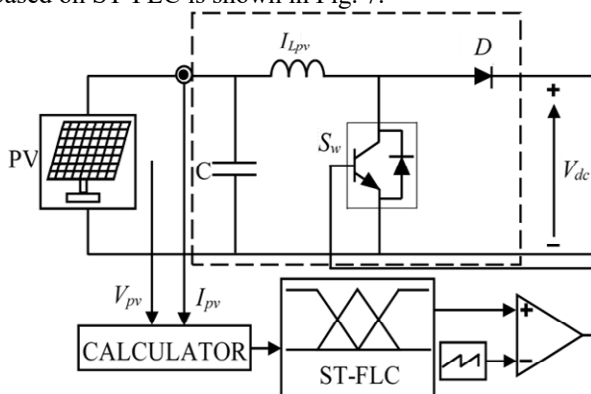 based on ST-FLC is shown in Fig. 7.
I_Lpv
D
S_w
+
PV
C
V_dc
−
V_pv
I_pv
CALCULATOR
ST-FLC
+
−